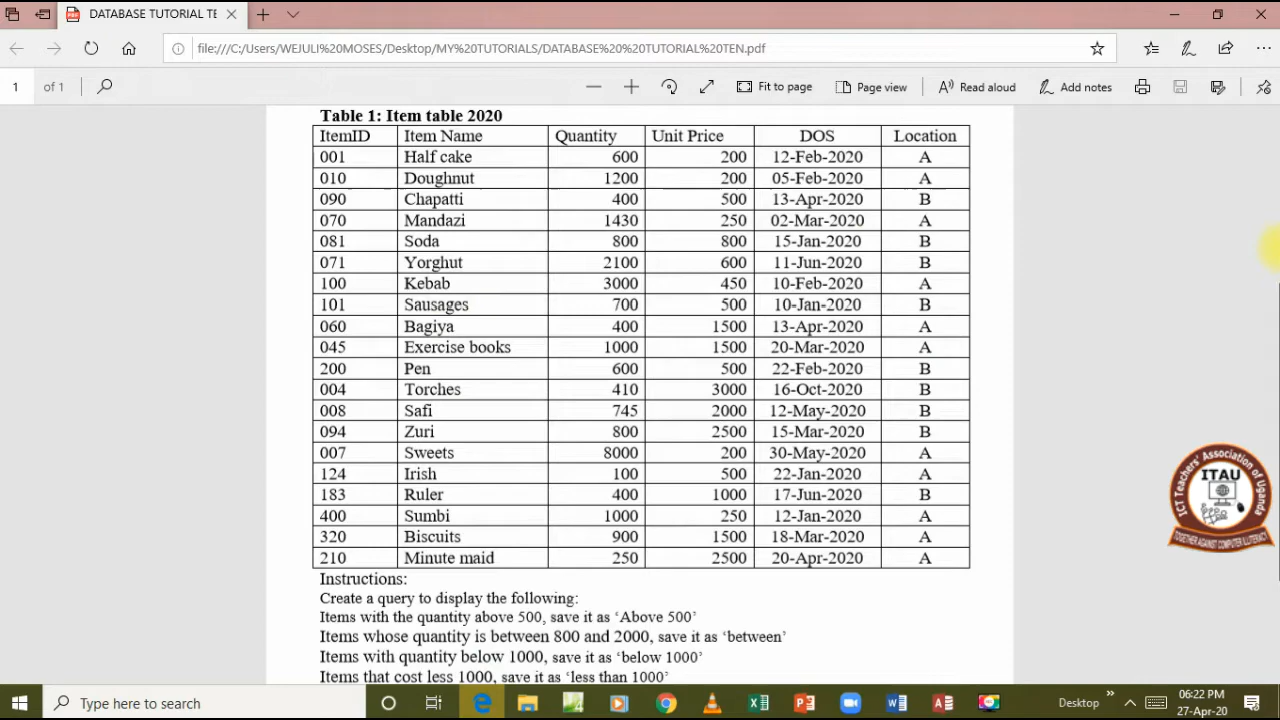 DATABASE TUTORIAL TE
file:///C:/Users/WEJULI%20MOSES/Desktop/MY%20TUTORIALS/DATABASE%20%20TUTORIAL%20TEN.pdf
1 of 1 Fit to page Page view Read aloud Add notes
Table 1: Item table 2020
ItemID Item Name Quantity Unit Price DOS Location
001 Half cake 600 200 12-Feb-2020 A
010 Doughnut 1200 200 05-Feb-2020 A
090 Chapatti 400 500 13-Apr-2020 B
070 Mandazi 1430 250 02-Mar-2020 A
081 Soda 800 800 15-Jan-2020 B
071 Yorghut 2100 600 11-Jun-2020 B
100 Kebab 3000 450 10-Feb-2020 A
101 Sausages 700 500 10-Jan-2020 B
060 Bagiya 400 1500 13-Apr-2020 A
045 Exercise books 1000 1500 20-Mar-2020 A
200 Pen 600 500 22-Feb-2020 B
004 Torches 410 3000 16-Oct-2020 B
008 Safi 745 2000 12-May-2020 B
094 Zuri 800 2500 15-Mar-2020 B
007 Sweets 8000 200 30-May-2020 A
124 Irish 100 500 22-Jan-2020 A
183 Ruler 400 1000 17-Jun-2020 B
400 Sumbi 1000 250 12-Jan-2020 A
320 Biscuits 900 1500 18-Mar-2020 A
210 Minute maid 250 2500 20-Apr-2020 A
Instructions:
Create a query to display the following:
Items with the quantity above 500, save it as ‘Above 500’
Items whose quantity is between 800 and 2000, save it as ‘between’
Items with quantity below 1000, save it as ‘below 1000’
Items that cost less 1000, save it as ‘less than 1000’
ICT Teachers' Association of Uganda
ITAU
TOGETHER AGAINST COMPUTER ILLITERACY
Type here to search
Desktop
06:22 PM
27-Apr-20